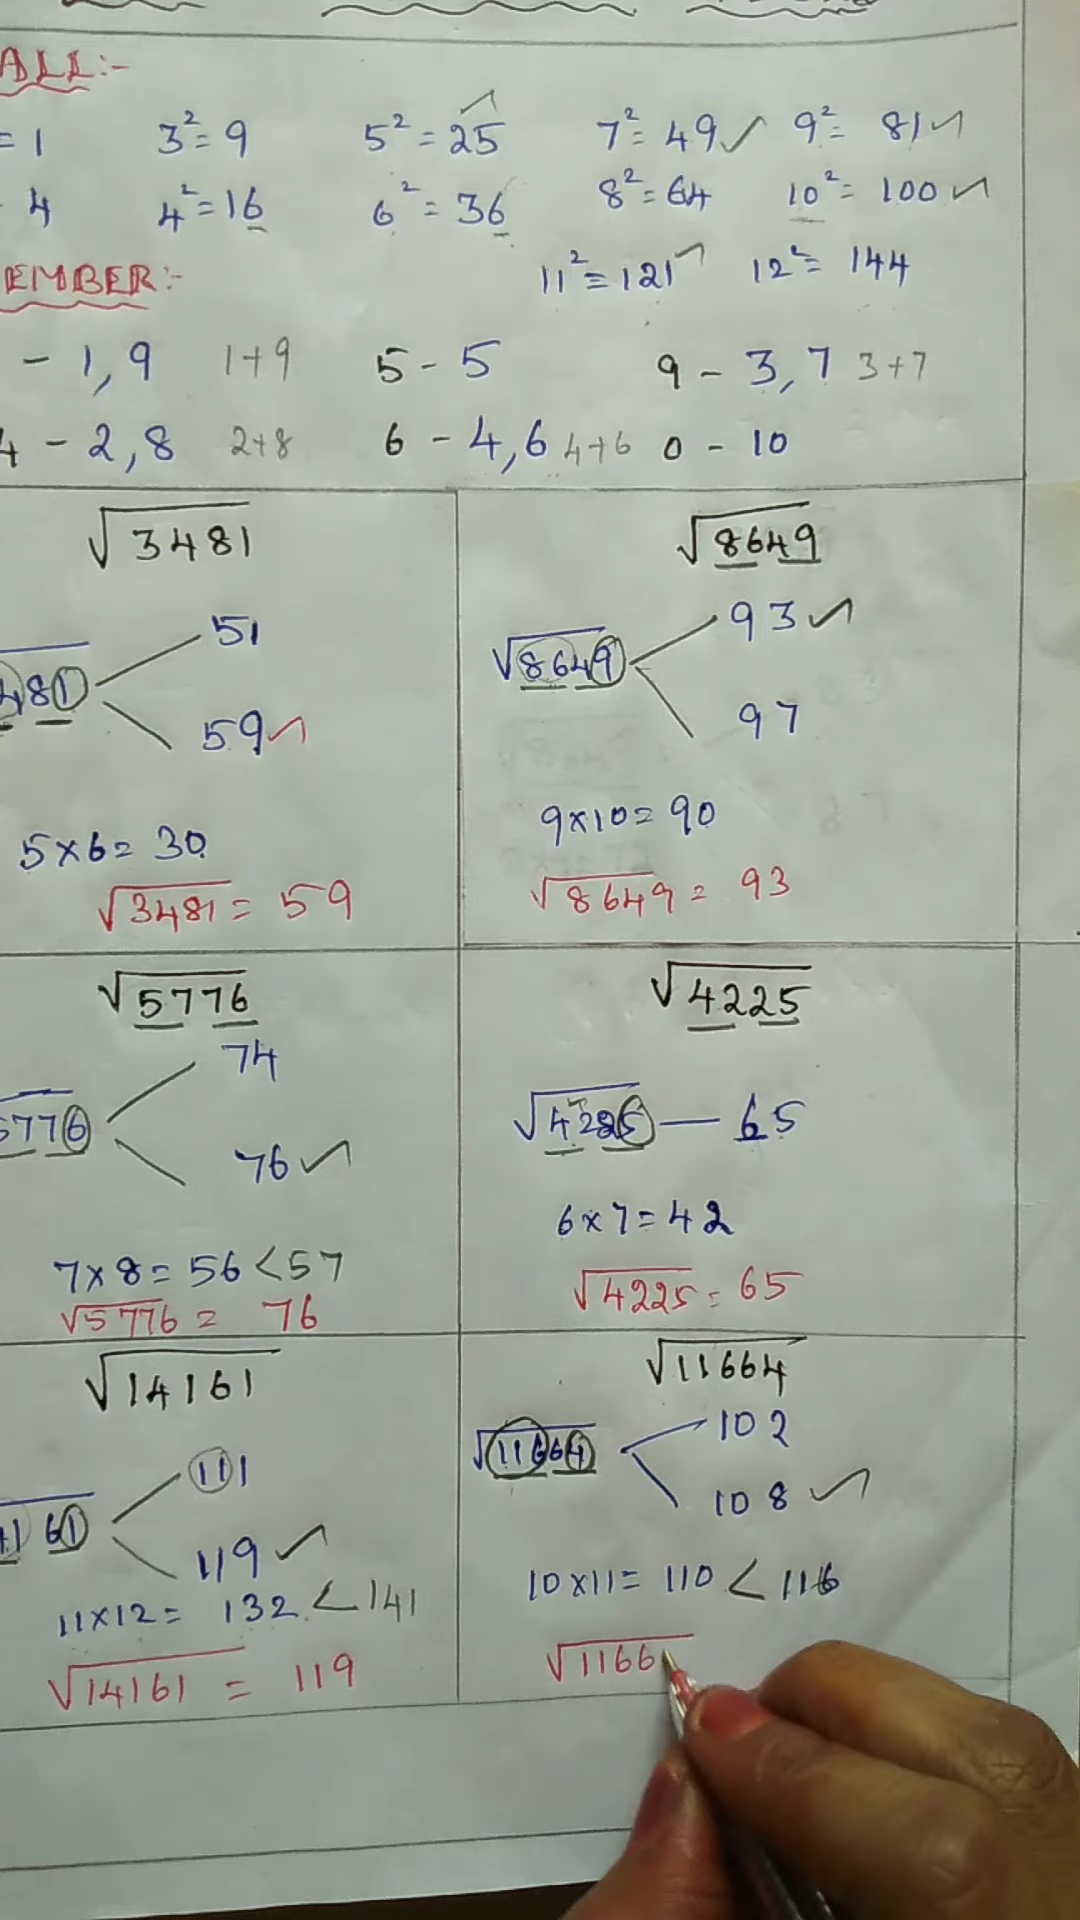 ALL:-
= 1 3² = 9 5² = 25 7² = 49 ✓ 9² = 81 ✓
4 4² = 16 6² = 36 8² = 64 10² = 100 ✓
11² = 121 12² = 144
EMBER:-
- 1, 9 1+9 5 - 5 9 - 3, 7 3+7
4 - 2, 8 2+8 6 - 4, 6 4+6 0 - 10
√3481
51
481
59 ✓
5×6 = 30
√3481 = 59
√8649
93 ✓
√8649
97
9×10 = 90
√8649 = 93
√5776
74
5776
76 ✓
7×8 = 56 < 57
√5776 = 76
√4225
√4225 — 65
6×7 = 42
√4225 = 65
√14161
111
4161
119 ✓
11×12 = 132 < 141
√14161 = 119
√11664
102
√11664
108 ✓
10×11 = 110 < 116
√1166